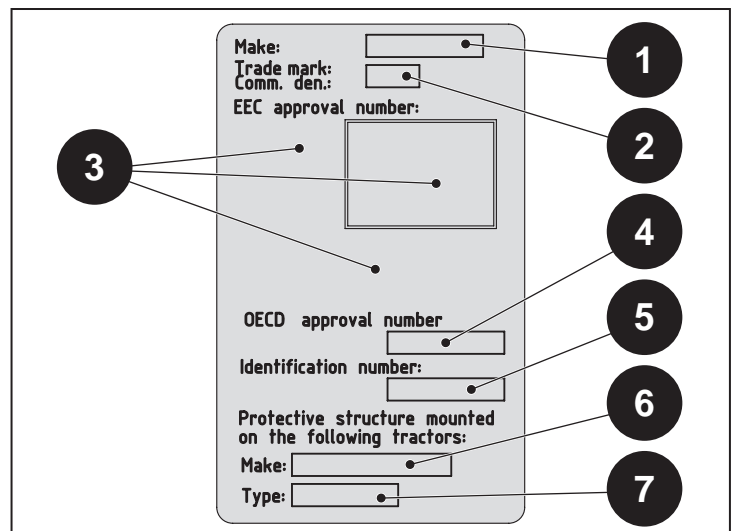 Make:
1
Trade mark:
Comm. den.:
2
EEC approval number:
3
4
OECD approval number
5
Identification number:
Protective structure mounted
on the following tractors:
6
Make:
Type:
7